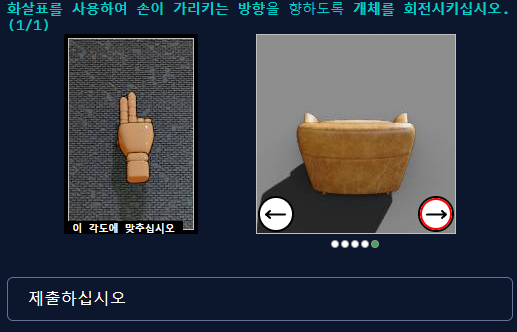 화살표를 사용하여 손이 가리키는 방향을 향하도록 개체를 회전시키십시오.
(1/1)
이 각도에 맞추십시오
제출하십시오